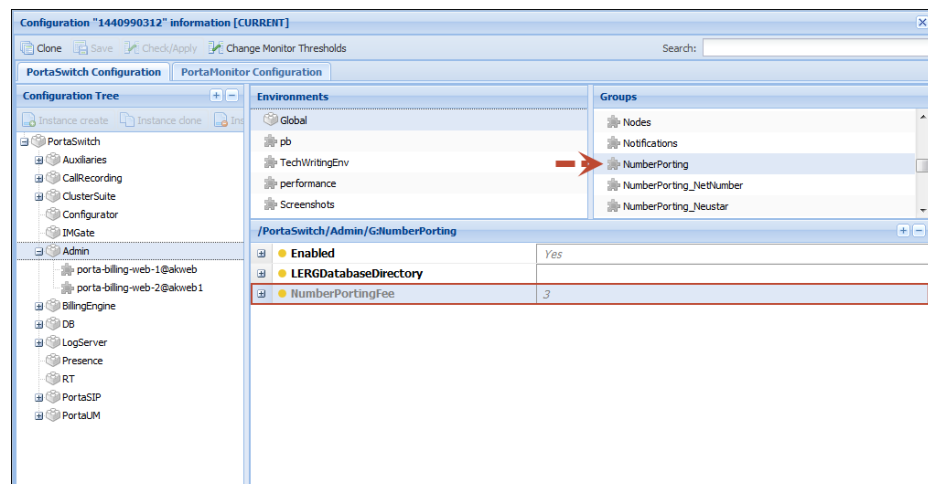 Configuration "1440990312" information [CURRENT]
Clone Save Check/Apply Change Monitor Thresholds Search:
PortaSwitch Configuration PortaMonitor Configuration
Configuration Tree
Instance create Instance clone Ins
PortaSwitch
Auxiliaries
CallRecording
ClusterSuite
Configurator
IMGate
Admin
porta-billing-web-1@akweb
porta-billing-web-2@akweb1
BillingEngine
DB
LogServer
Presence
RT
PortaSIP
PortaUM
Environments
Global
pb
TechWritingEnv
performance
Screenshots
Groups
Nodes
Notifications
NumberPorting
NumberPorting_NetNumber
NumberPorting_Neustar
/PortaSwitch/Admin/G:NumberPorting
Enabled Yes
LERGDatabaseDirectory
NumberPortingFee 3